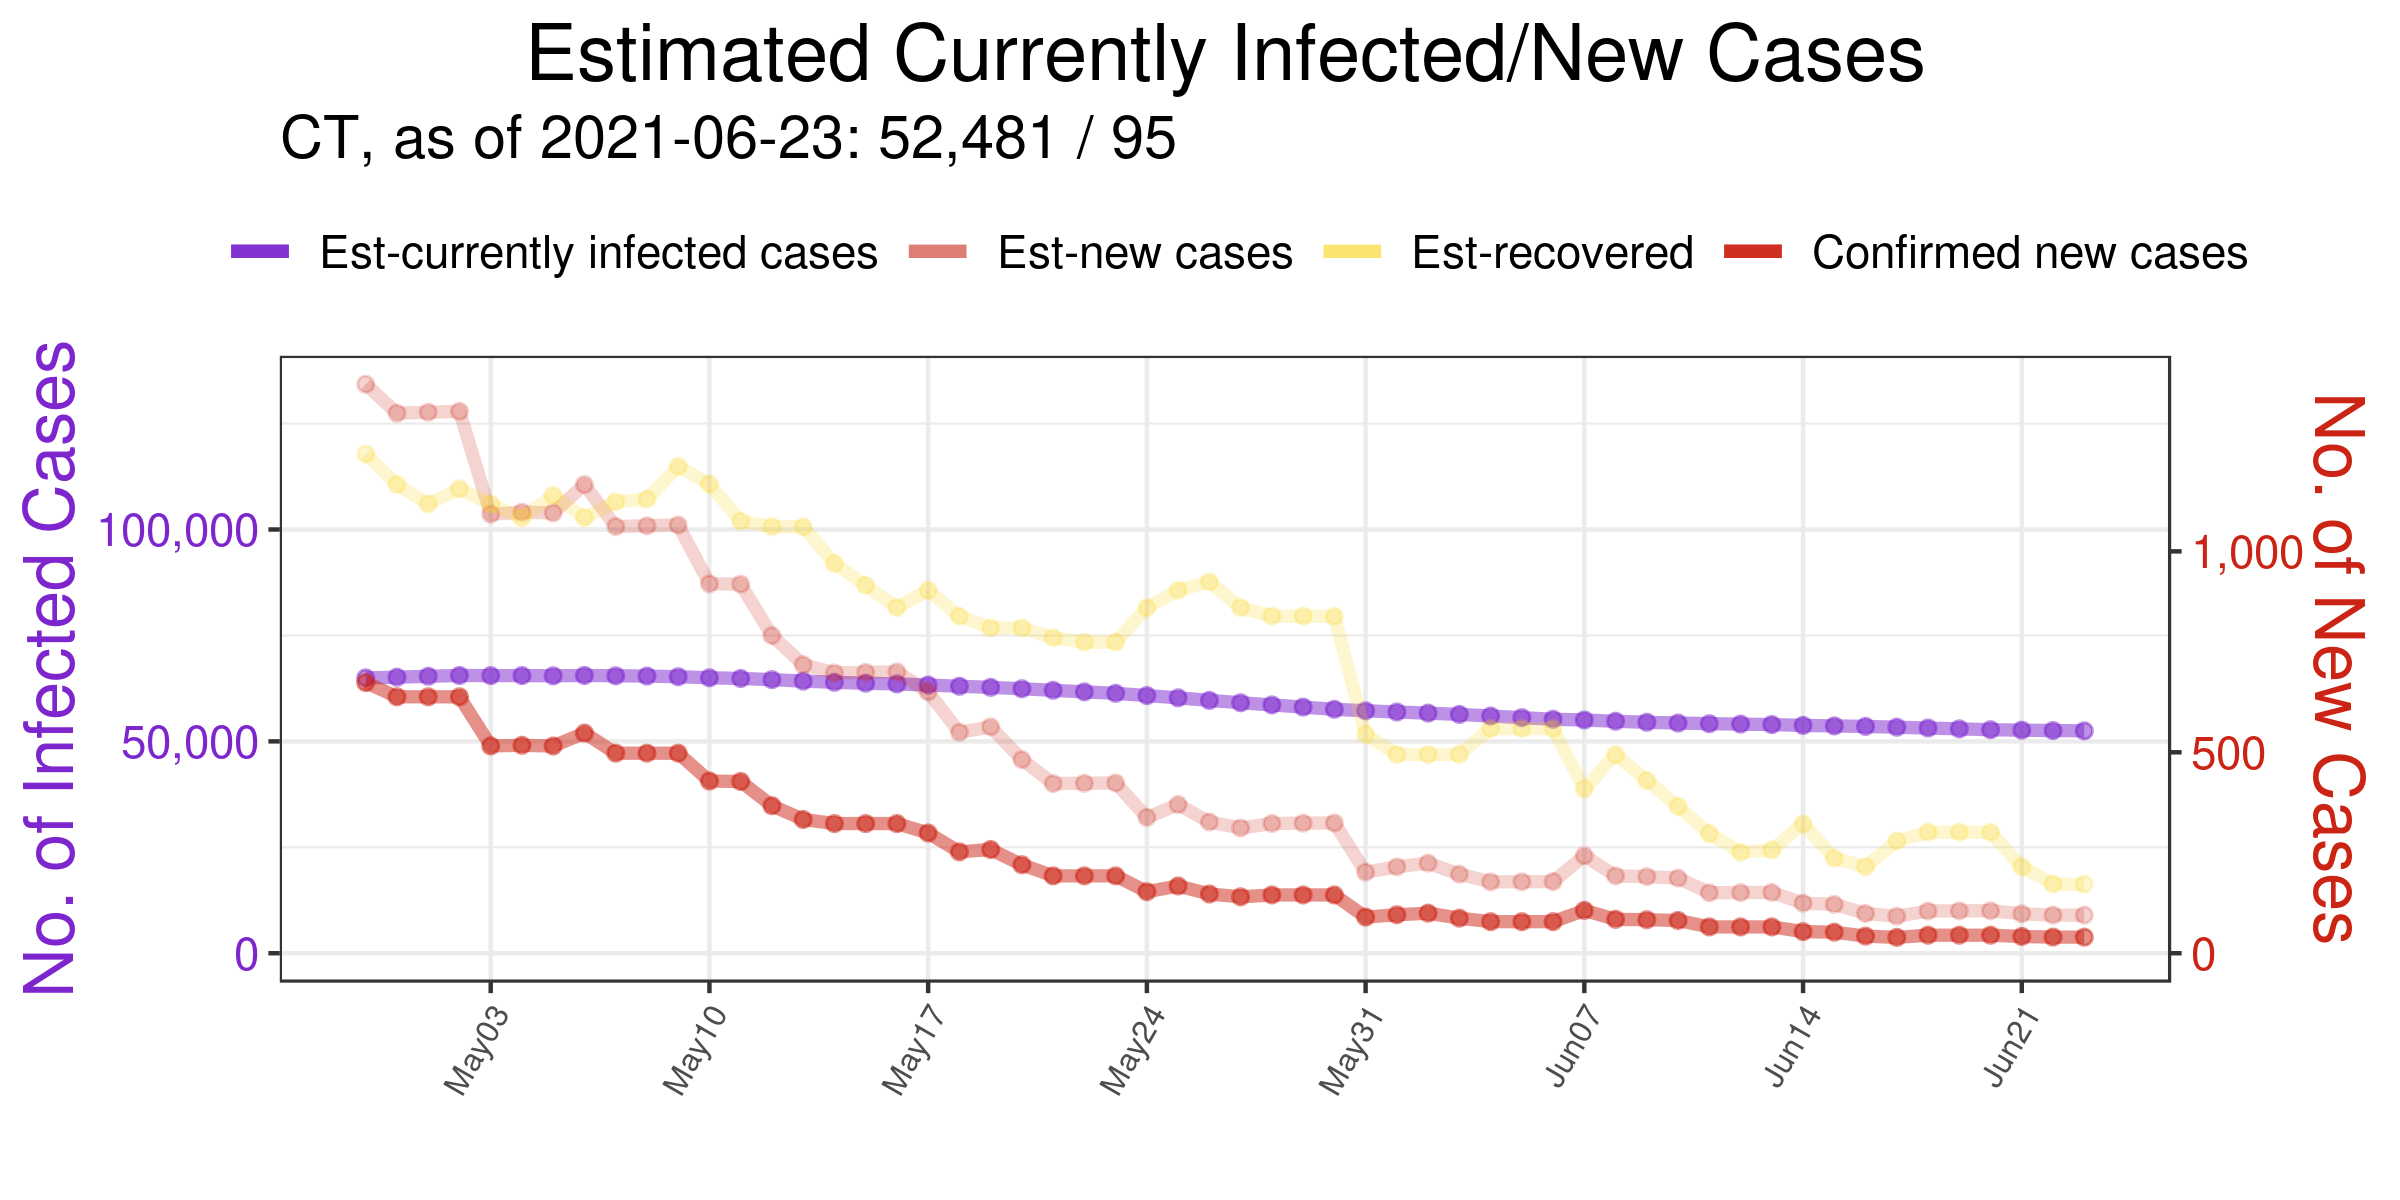 Estimated Currently Infected/New Cases
CT, as of 2021-06-23: 52,481 / 95
Est-currently infected cases Est-new cases Est-recovered Confirmed new cases
No. of Infected Cases
100,000
50,000
0
No. of New Cases
1,000
500
0
May03 May10 May17 May24 May31 Jun07 Jun14 Jun21